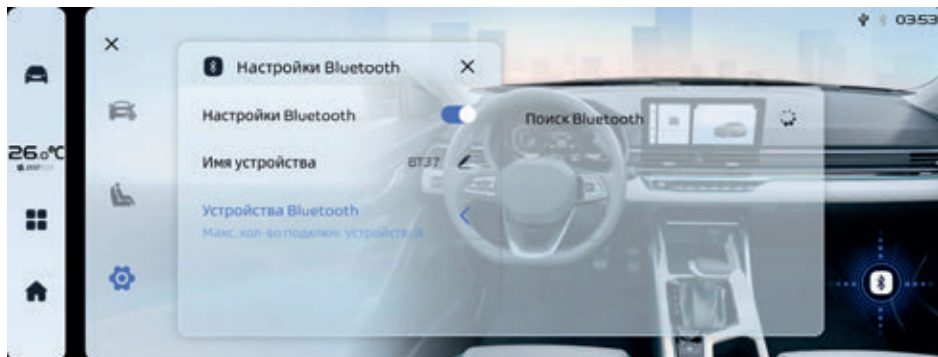 03:53
Настройки Bluetooth
Настройки Bluetooth
Поиск Bluetooth
26.0°C
Имя устройства
BT37
Устройства Bluetooth
Макс. кол-во подключ. устройств: 8